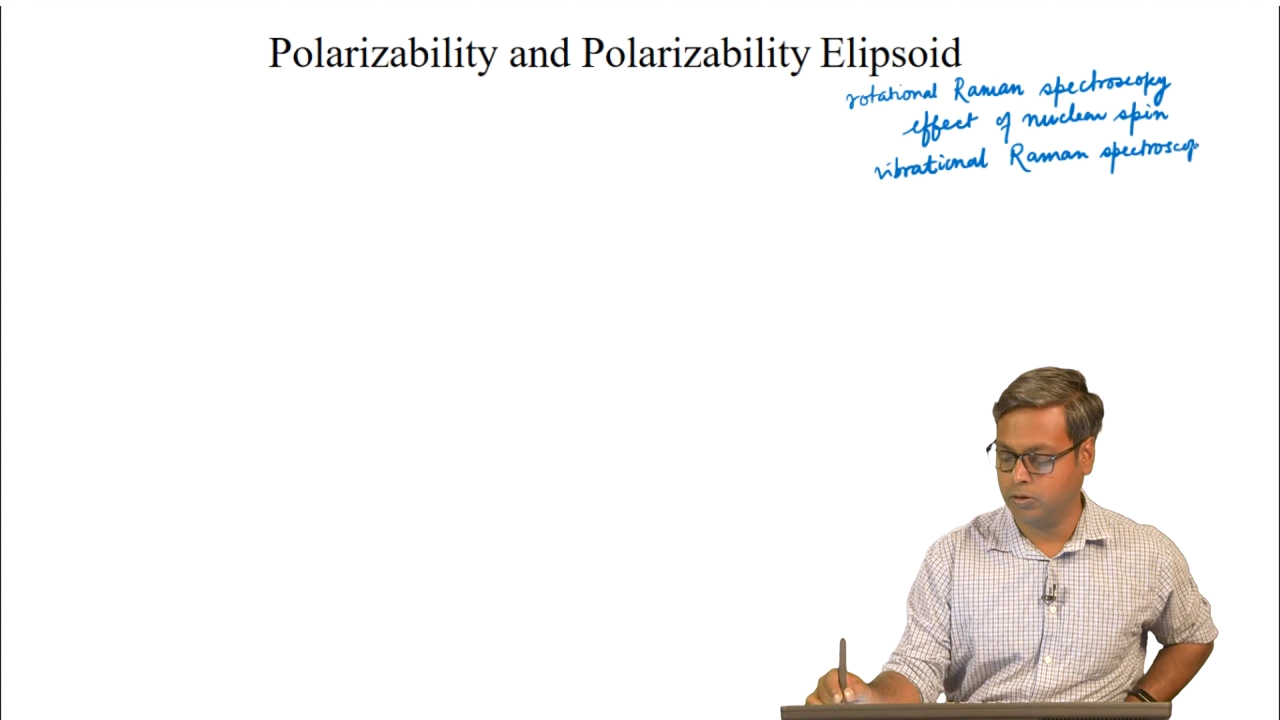 Polarizability and Polarizability Elipsoid
rotational Raman spectroscopy
effect of nuclear spin
vibrational Raman spectroscop